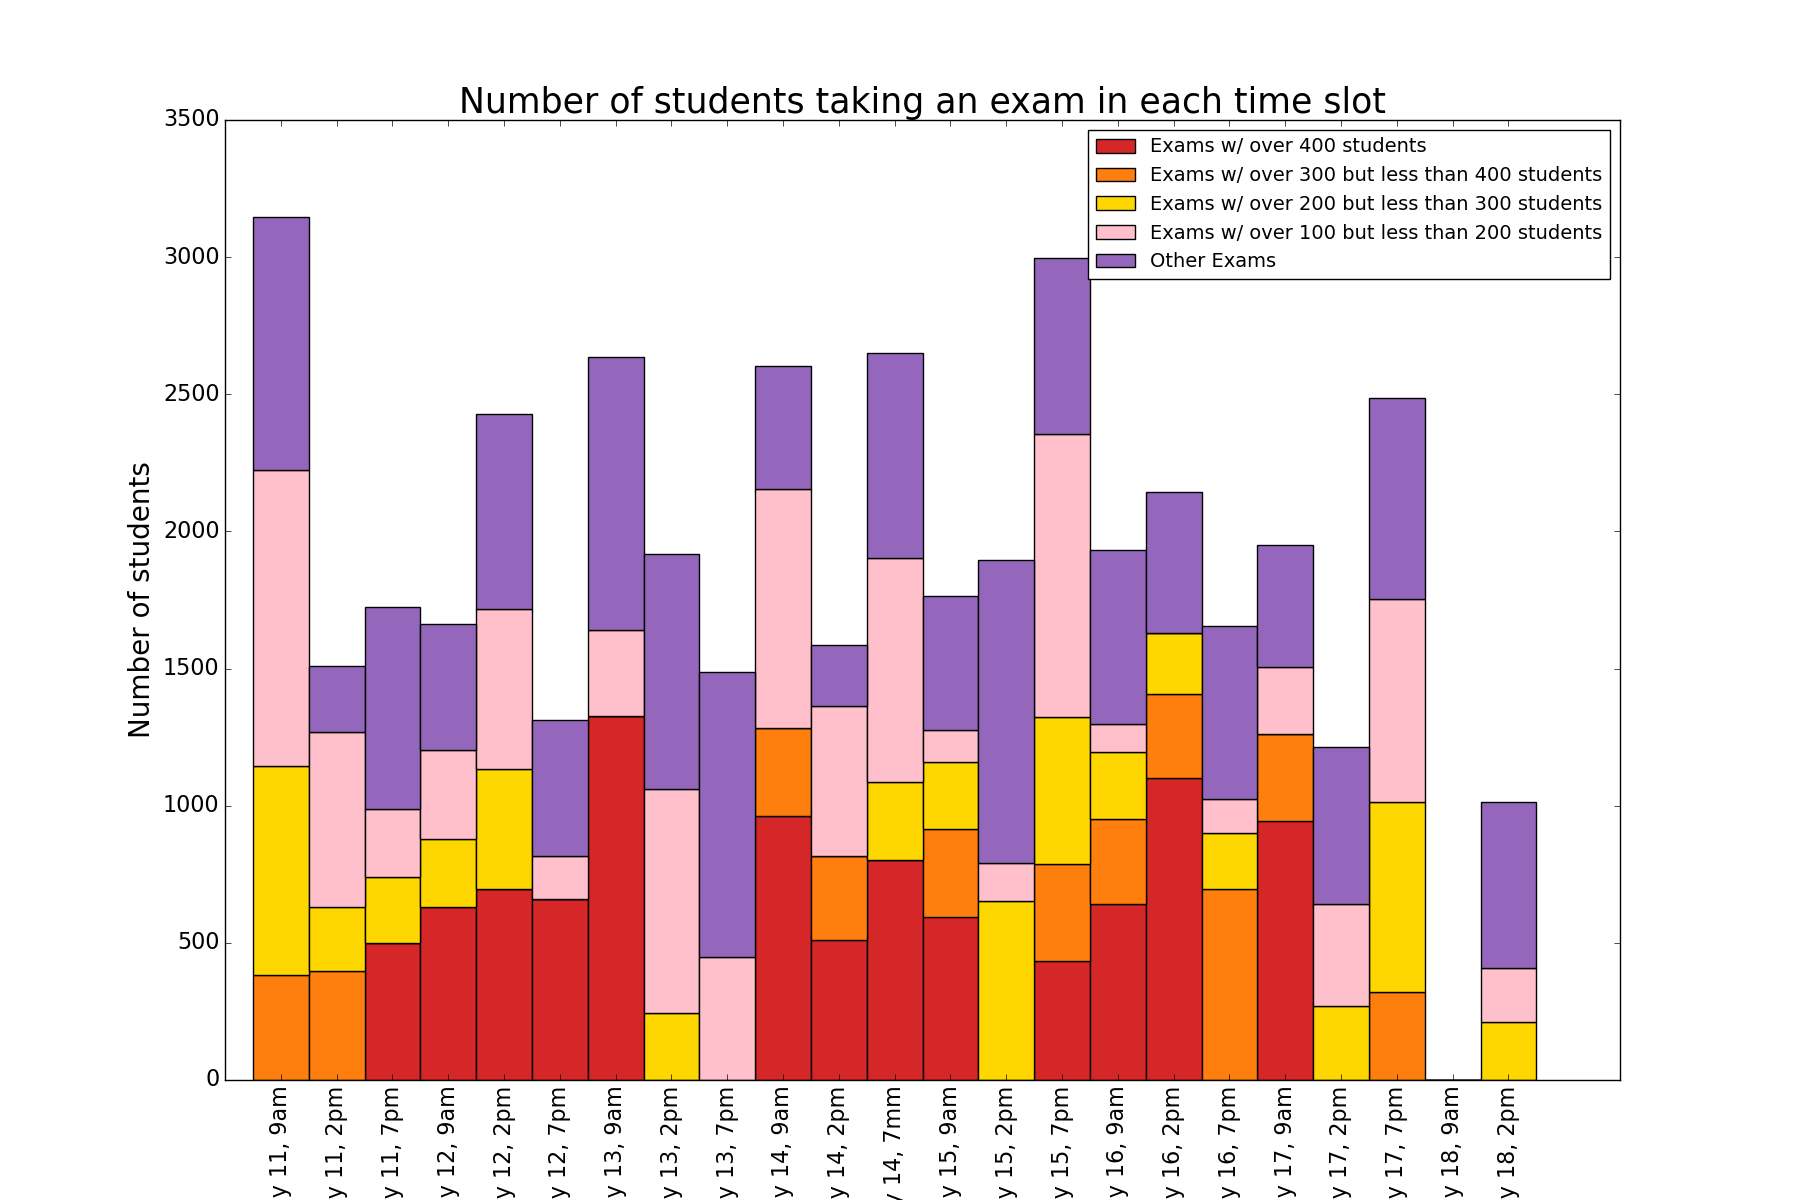 Number of students taking an exam in each time slot
Exams w/ over 400 students
Exams w/ over 300 but less than 400 students
Exams w/ over 200 but less than 300 students
Exams w/ over 100 but less than 200 students
Other Exams
Number of students
3500
3000
2500
2000
1500
1000
500
0
y 11, 9am
y 11, 2pm
y 11, 7pm
y 12, 9am
y 12, 2pm
y 12, 7pm
y 13, 9am
y 13, 2pm
y 13, 7pm
y 14, 9am
y 14, 2pm
y 14, 7mm
y 15, 9am
y 15, 2pm
y 15, 7pm
y 16, 9am
y 16, 2pm
y 16, 7pm
y 17, 9am
y 17, 2pm
y 17, 7pm
y 18, 9am
y 18, 2pm